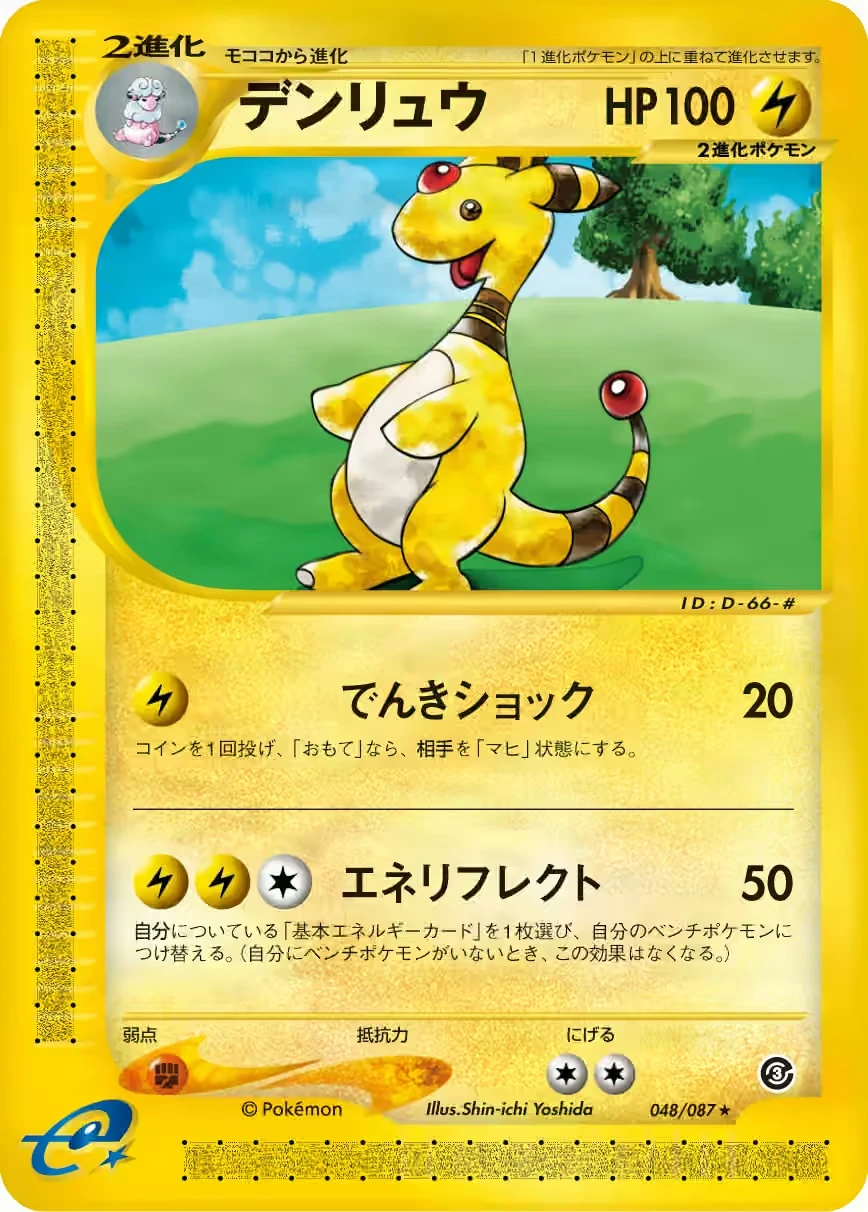 2進化
モココから進化
「1進化ポケモン」の上に重ねて進化させます。
デンリュウ
HP100
2進化ポケモン
ID:D-66-#
でんきショック 20
コインを1回投げ、「おもて」なら、相手を「マヒ」状態にする。
エネリフレクト 50
自分についている「基本エネルギーカード」を1枚選び、自分のベンチポケモンに
つけ替える。(自分にベンチポケモンがいないとき、この効果はなくなる。)
弱点 抵抗力 にげる
3
© Pokémon Illus.Shin-ichi Yoshida 048/087★
e